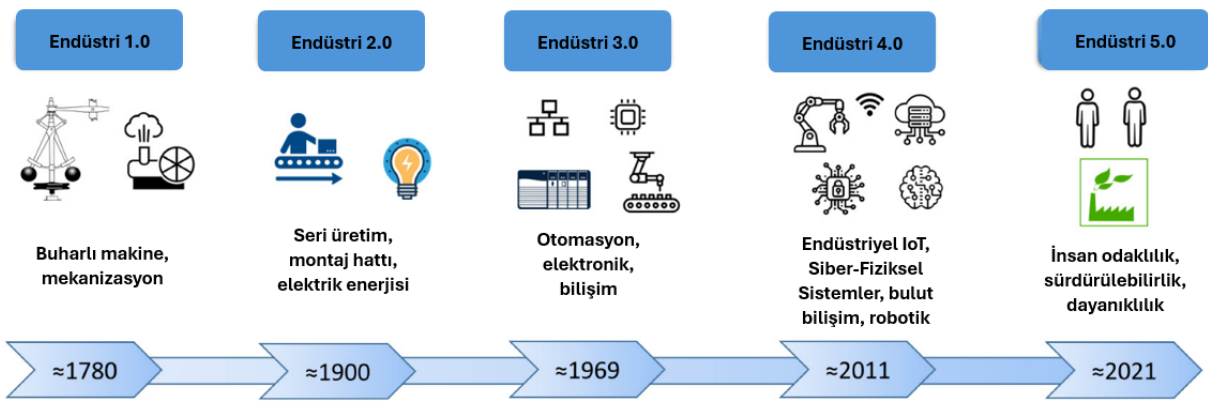 Endüstri 1.0
Endüstri 2.0
Endüstri 3.0
Endüstri 4.0
Endüstri 5.0
Buharlı makine,
mekanizasyon
Seri üretim,
montaj hattı,
elektrik enerjisi
Otomasyon,
elektronik,
bilişim
Endüstriyel IoT,
Siber-Fiziksel
Sistemler, bulut
bilişim, robotik
İnsan odaklılık,
sürdürülebilirlik,
dayanıklılık
≈1780
≈1900
≈1969
≈2011
≈2021